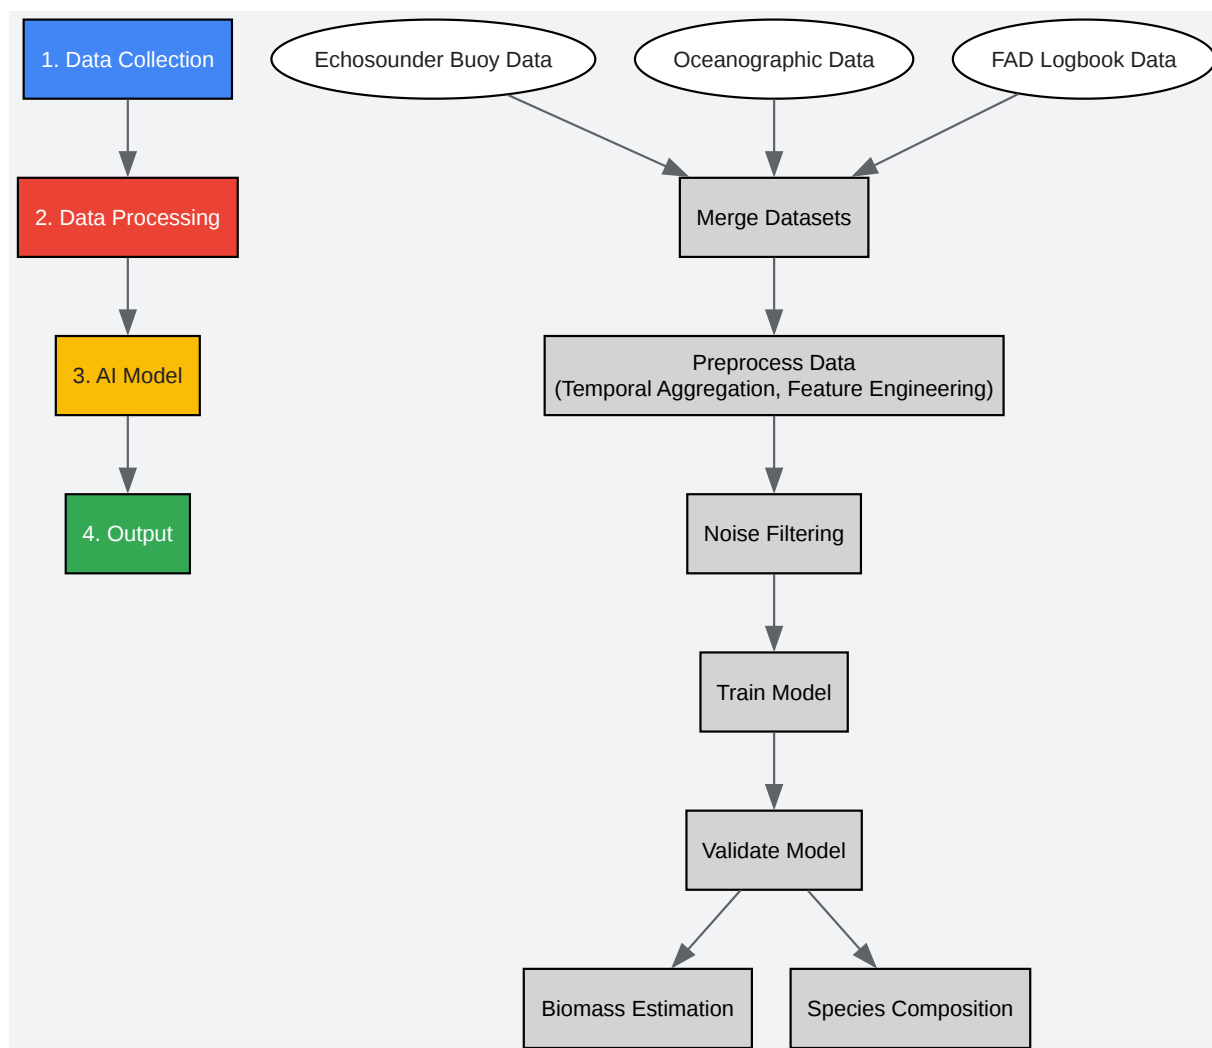 1. Data Collection
Echosounder Buoy Data
Oceanographic Data
FAD Logbook Data
2. Data Processing
Merge Datasets
3. AI Model
Preprocess Data
(Temporal Aggregation, Feature Engineering)
4. Output
Noise Filtering
Train Model
Validate Model
Biomass Estimation
Species Composition